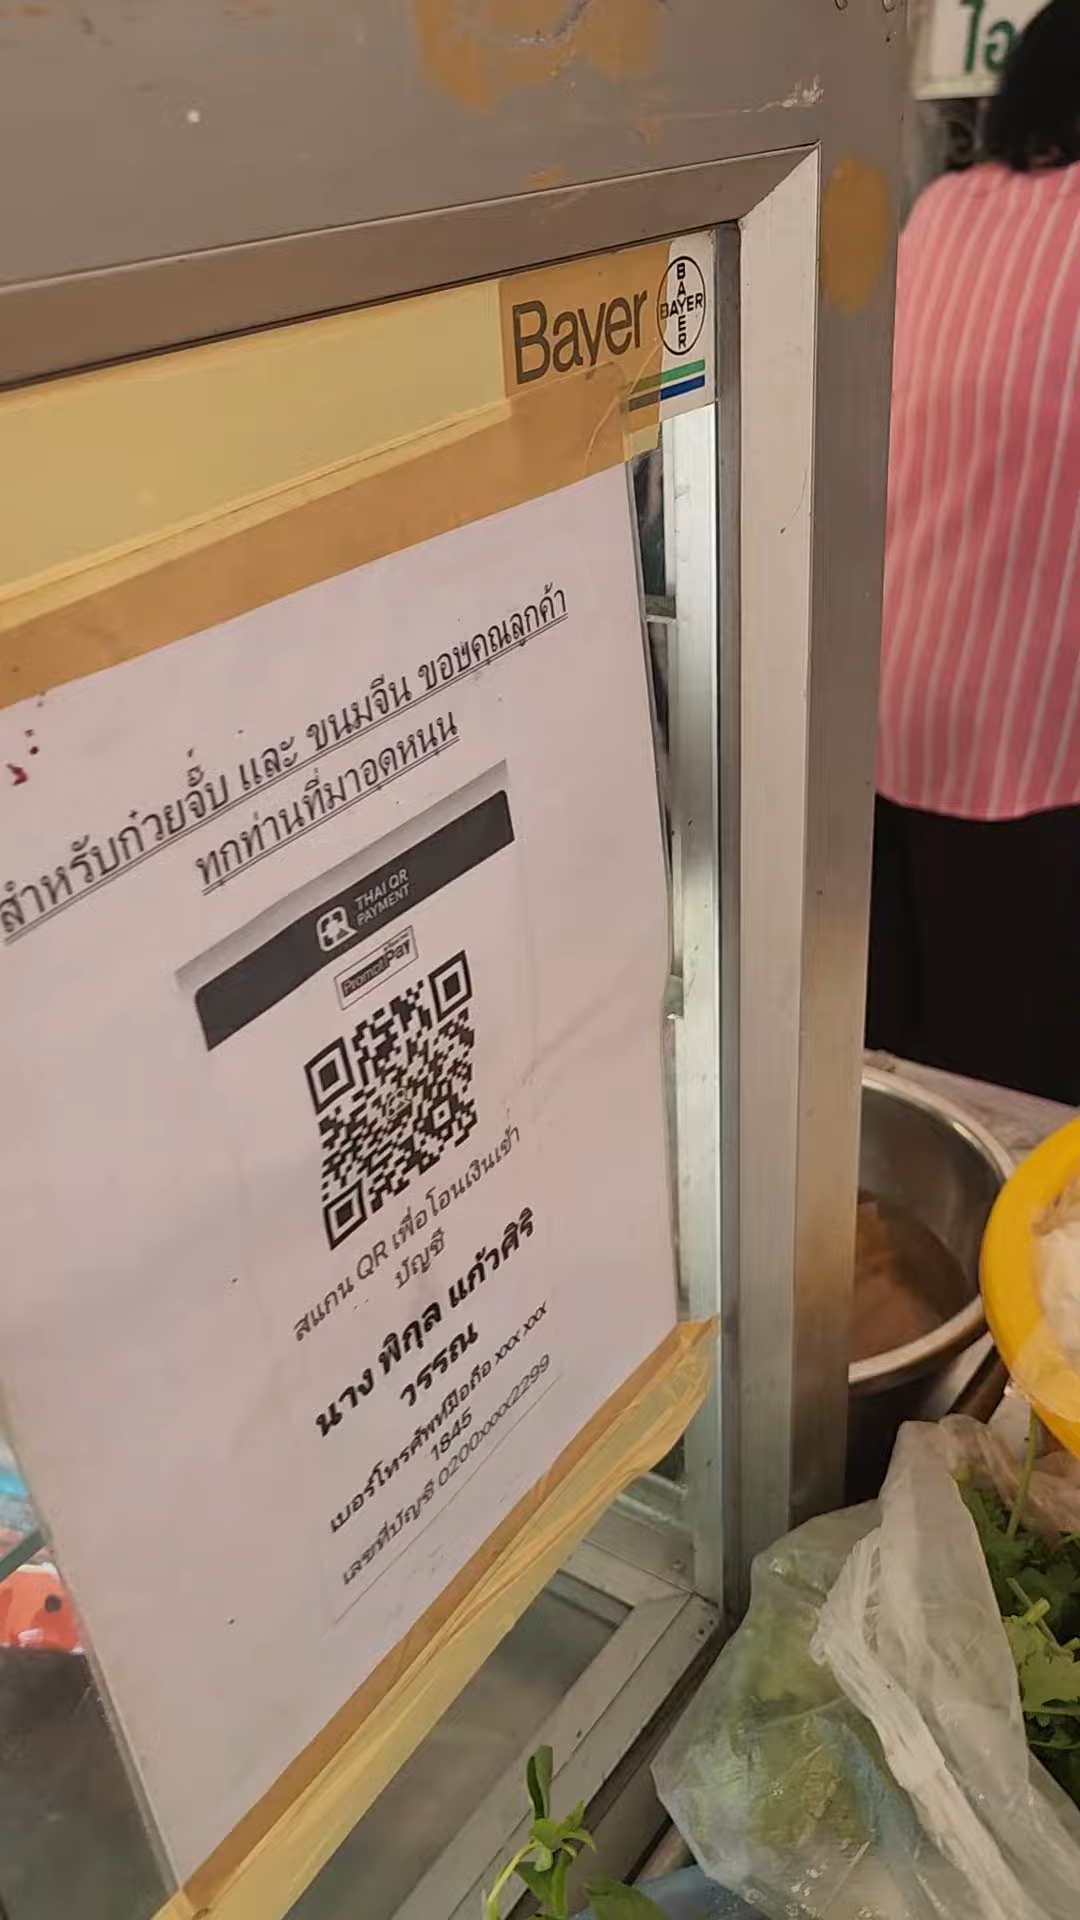 ไอ
Bayer
BAYER
BAYER
สำหรับก๋วยจั๊บ และ ขนมจีน ขอบคุณลูกค้า
ทุกท่านที่มาอุดหนุน
THAI QR
PAYMENT
PromptPay
สแกน QR เพื่อโอนเงินเข้า
บัญชี
นาง พิกุล แก้วศิริ
วรรณ
เบอร์โทรศัพท์มือถือ xxx xxx
1845
เลขที่บัญชี 0200xxxx2299